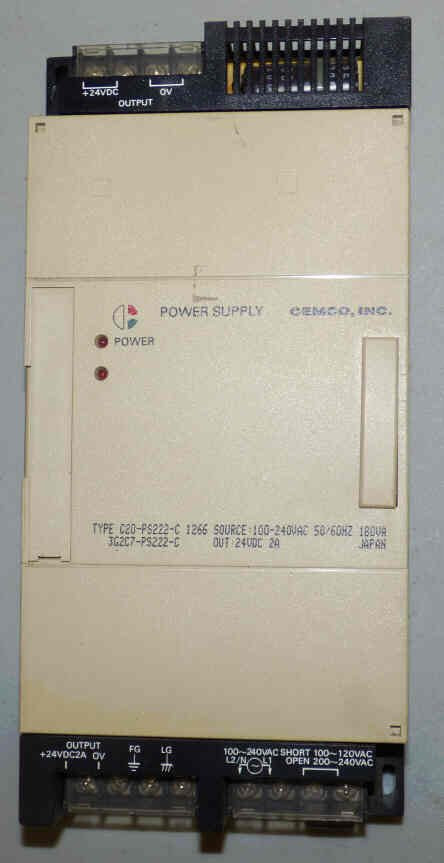 +24VDC 0V
OUTPUT
POWER SUPPLY CEMCO, INC.
POWER
TYPE C20-PS222-C 1266 SOURCE:100-240VAC 50/60HZ 180VA
3G2C7-PS222-C OUT:24VDC 2A JAPAN
OUTPUT
+24VDC2A 0V
FG LG
100~240VAC SHORT 100~120VAC
L2/N L1 OPEN 200~240VAC